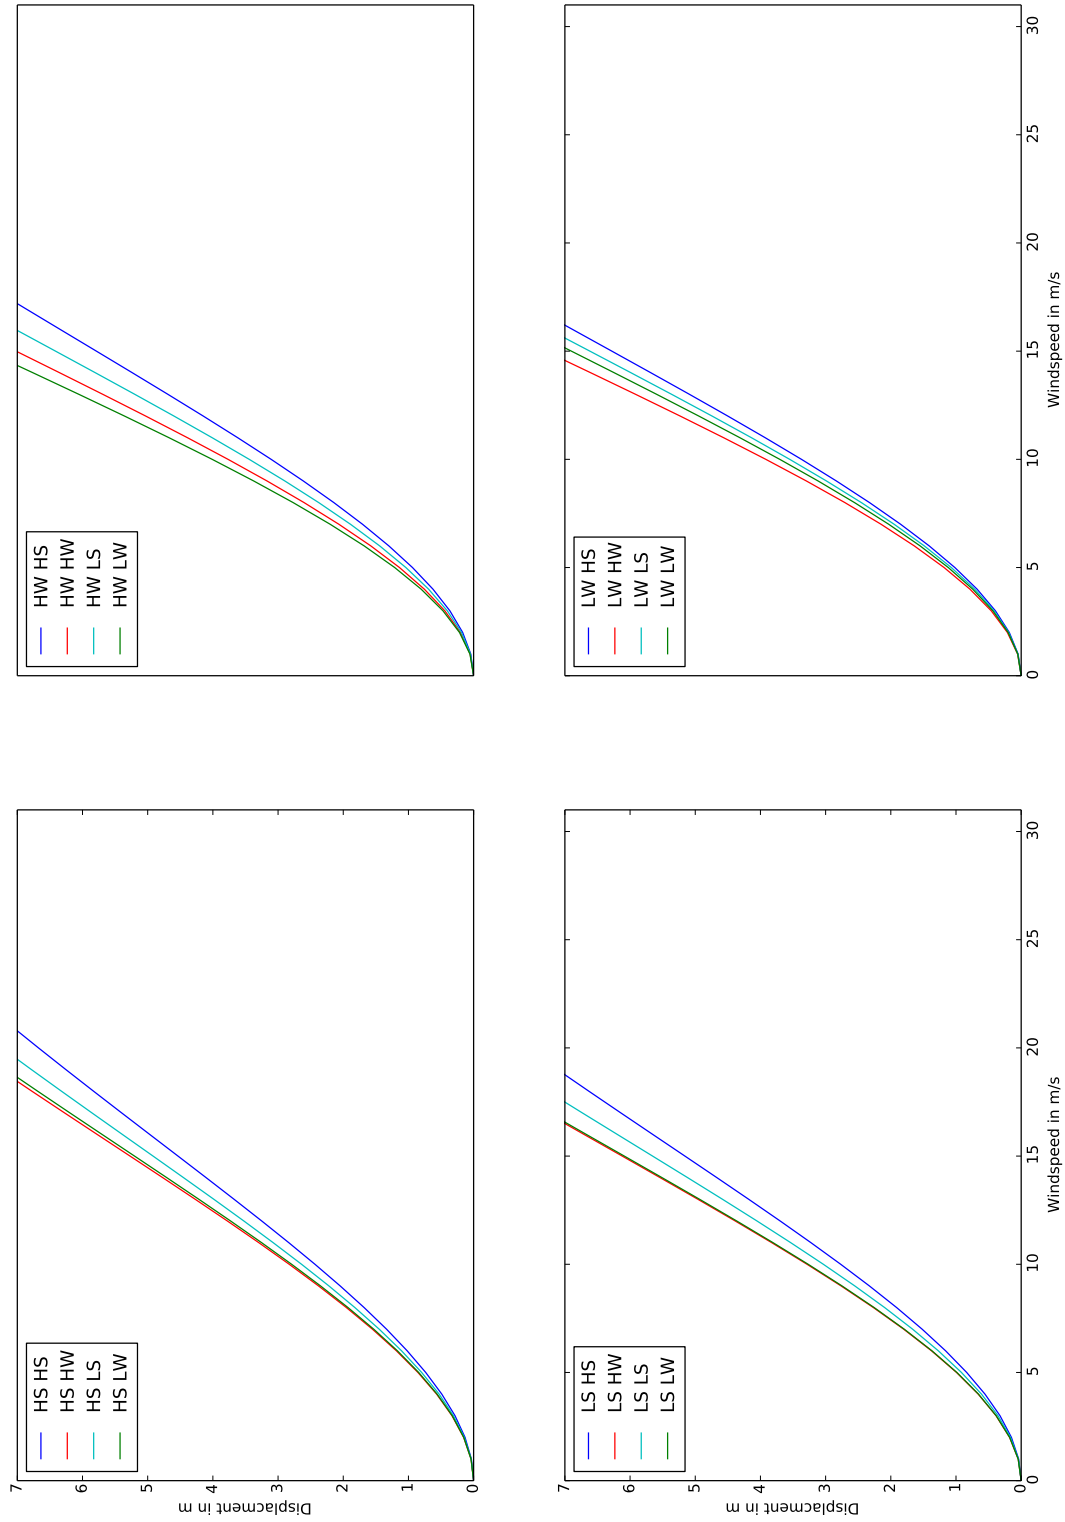 HS HS
HS HW
HS LS
HS LW
7
6
5
4
3
2
1
0
Displacment in m
HW HS
HW HW
HW LS
HW LW
LS HS
LS HW
LS LS
LS LW
7
6
5
4
3
2
1
0
Displacment in m
0
5
10
15
20
25
30
Windspeed in m/s
LW HS
LW HW
LW LS
LW LW
0
5
10
15
20
25
30
Windspeed in m/s